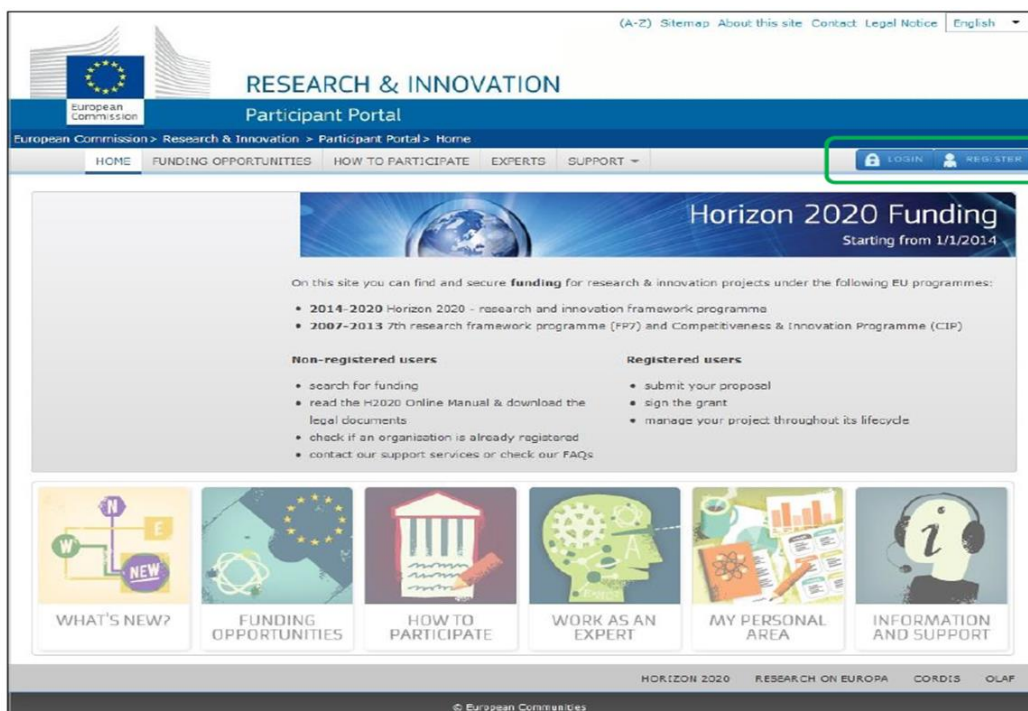 (A-Z) Sitemap About this site Contact Legal Notice English
European
Commission
RESEARCH & INNOVATION
Participant Portal
European Commission > Research & Innovation > Participant Portal > Home
HOME FUNDING OPPORTUNITIES HOW TO PARTICIPATE EXPERTS SUPPORT LOGIN REGISTER
Horizon 2020 Funding
Starting from 1/1/2014
On this site you can find and secure funding for research & innovation projects under the following EU programmes:
• 2014-2020 Horizon 2020 - research and innovation framework programme
• 2007-2013 7th research framework programme (FP7) and Competitiveness & Innovation Programme (CIP)
Non-registered users
• search for funding
• read the H2020 Online Manual & download the
legal documents
• check if an organisation is already registered
• contact our support services or check our FAQs
Registered users
• submit your proposal
• sign the grant
• manage your project throughout its lifecycle
N
E
W
NEW
A
i
WHAT'S NEW?
FUNDING
OPPORTUNITIES
HOW TO
PARTICIPATE
WORK AS AN
EXPERT
MY PERSONAL
AREA
INFORMATION
AND SUPPORT
HORIZON 2020 RESEARCH ON EUROPA CORDIS OLAF
© European Communities